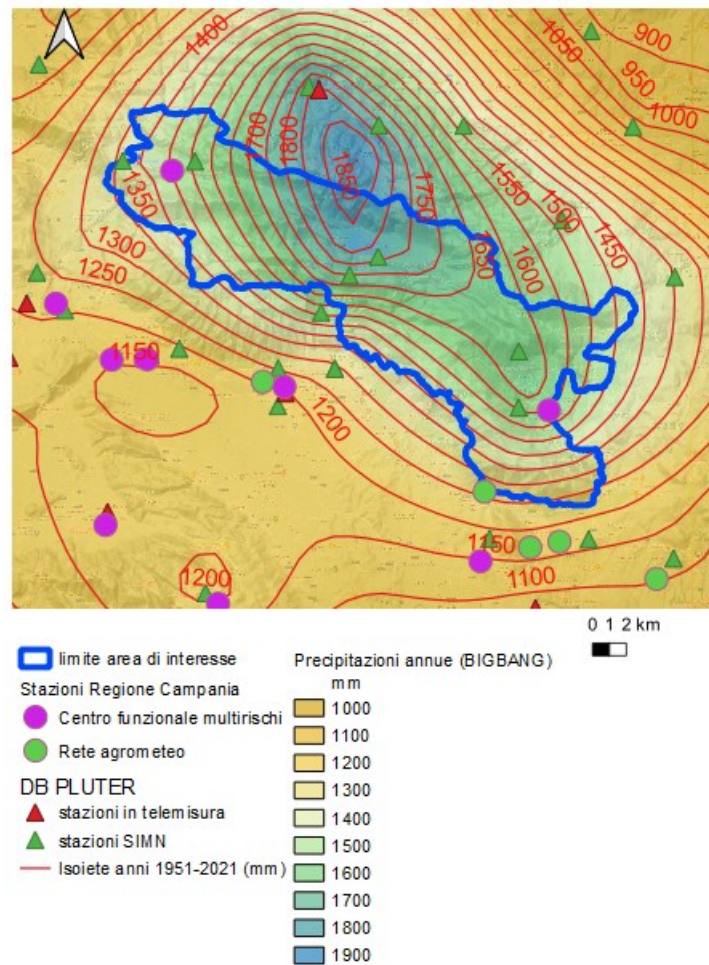 1400
1050
900
950
1000
1700
1800
1850
1750
1650
1550
1500
1450
1600
1350
1300
1250
1150
1200
1150
1100
1200
0 1 2 km
limite area di interesse
Stazioni Regione Campania
Centro funzionale multirischi
Rete agrometeo
DB PLUTER
stazioni in telemisura
stazioni SIMN
Isoiete anni 1951-2021 (mm)
Precipitazioni annue (BIGBANG)
mm
1000
1100
1200
1300
1400
1500
1600
1700
1800
1900